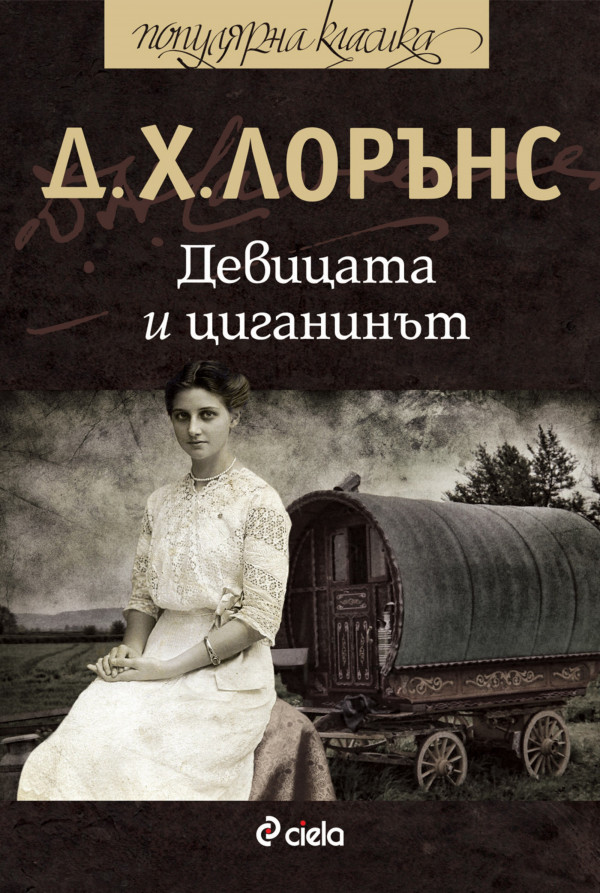 популярна класика
Д. Х. ЛОРЪНС
Девицата
и циганинът
ciela